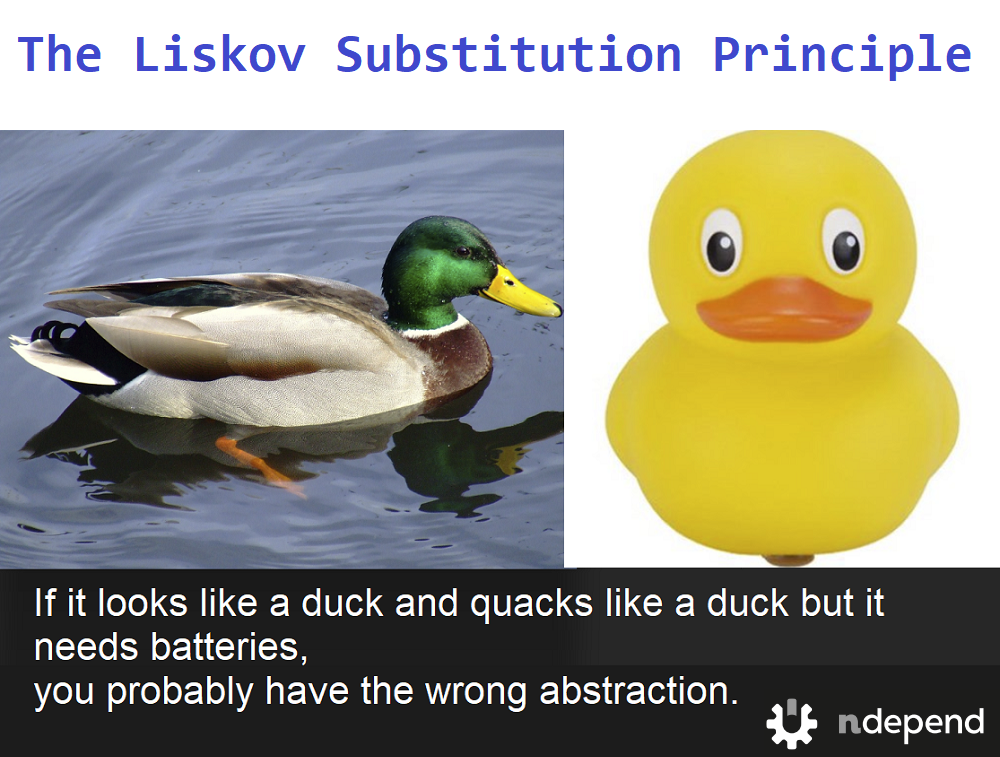 The Liskov Substitution Principle
If it looks like a duck and quacks like a duck but it
needs batteries,
you probably have the wrong abstraction.
ndepend